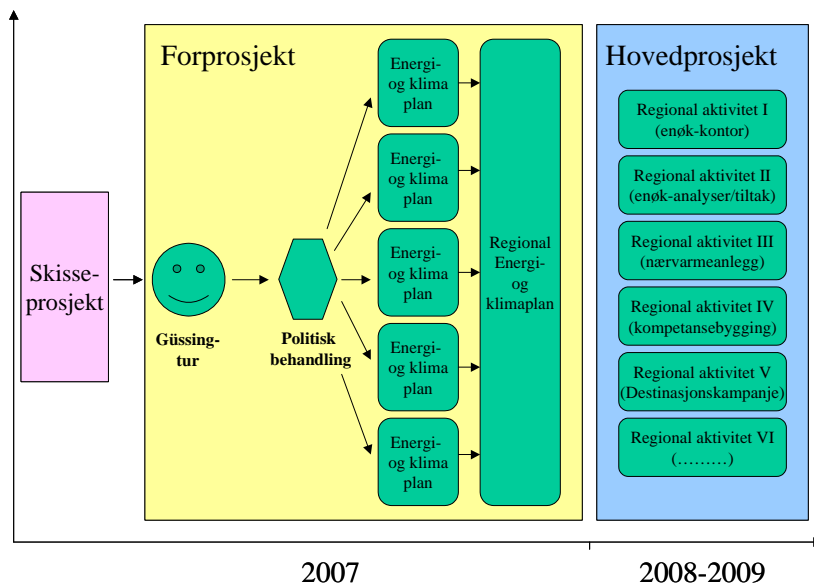 Skisse-
prosjekt
Forprosjekt
Güssing-
tur
Politisk
behandling
Energi-
og klima
plan
Energi-
og klima
plan
Energi-
og klima
plan
Energi-
og klima
plan
Energi-
og klima
plan
Regional
Energi-
og
klimaplan
Hovedprosjekt
Regional aktivitet I
(enøk-kontor)
Regional aktivitet II
(enøk-analyser/tiltak)
Regional aktivitet III
(nærvarmeanlegg)
Regional aktivitet IV
(kompetansebygging)
Regional aktivitet V
(Destinasjonskampanje)
Regional aktivitet VI
(………)
2007
2008-2009